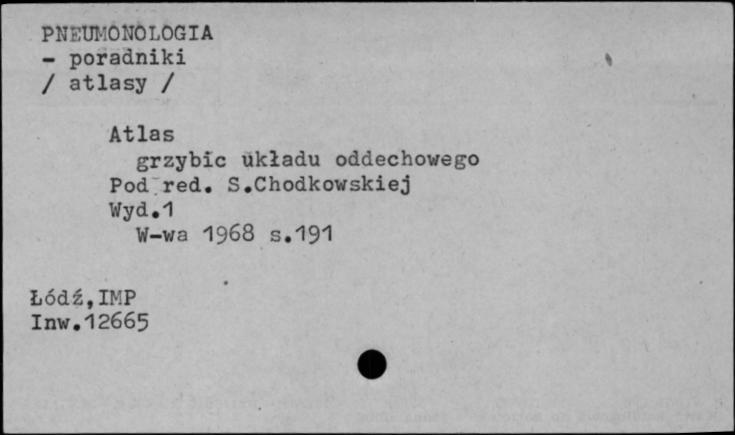 PNEUMONOLOGIA
- poradniki
/ atlasy /
Atlas
grzybic układu oddechowego
Pod red. S.Chodkowskiej
Wyd.1
W-wa 1968 s.191
Łódź,IMP
Inw.12665